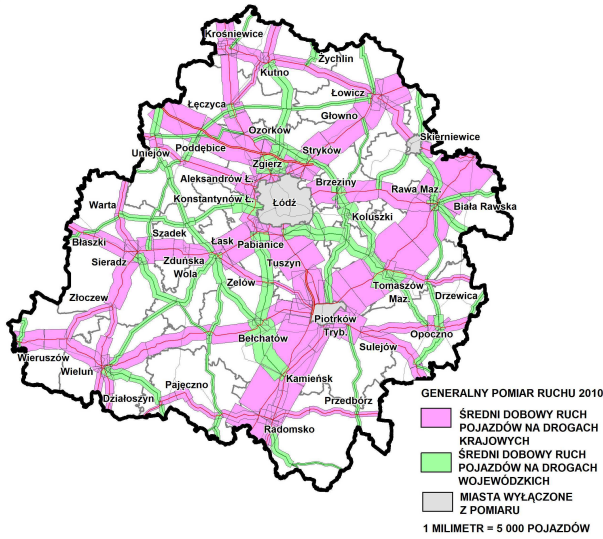 Krośniewice
Żychlin
Kutno
Łowicz
Łęczyca
Głowno
Ozorków
Skierniewice
Stryków
Poddębice
Uniejów
Zgierz
Aleksandrów Ł.
Brzeziny
Rawa Maz.
Konstantynów Ł.
Łódź
Biała Rawska
Warta
Koluszki
Szadek
Błaszki
Łask
Pabianice
Sieradz
Zduńska
Wola
Tuszyn
Zelów
Tomaszów
Maz.
Drzewica
Złoczew
Piotrków
Tryb.
Opoczno
Bełchatów
Sulejów
Wieruszów
Wieluń
Pajęczno
Kamieńsk
Działoszyn
Przedbórz
Radomsko
GENERALNY POMIAR RUCHU 2010
ŚREDNI DOBOWY RUCH
POJAZDÓW NA DROGACH
KRAJOWYCH
ŚREDNI DOBOWY RUCH
POJAZDÓW NA DROGACH
WOJEWÓDZKICH
MIASTA WYŁĄCZONE
Z POMIARU
1 MILIMETR = 5 000 POJAZDÓW